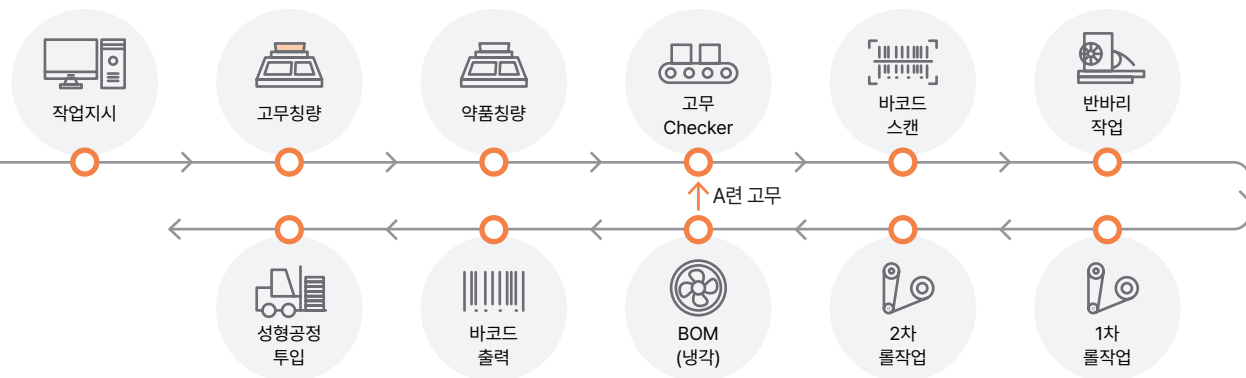 작업지시
고무칭량
약품칭량
고무
Checker
바코드
스캔
반바리
작업
A련 고무
성형공정
투입
바코드
출력
BOM
(냉각)
2차
롤작업
1차
롤작업